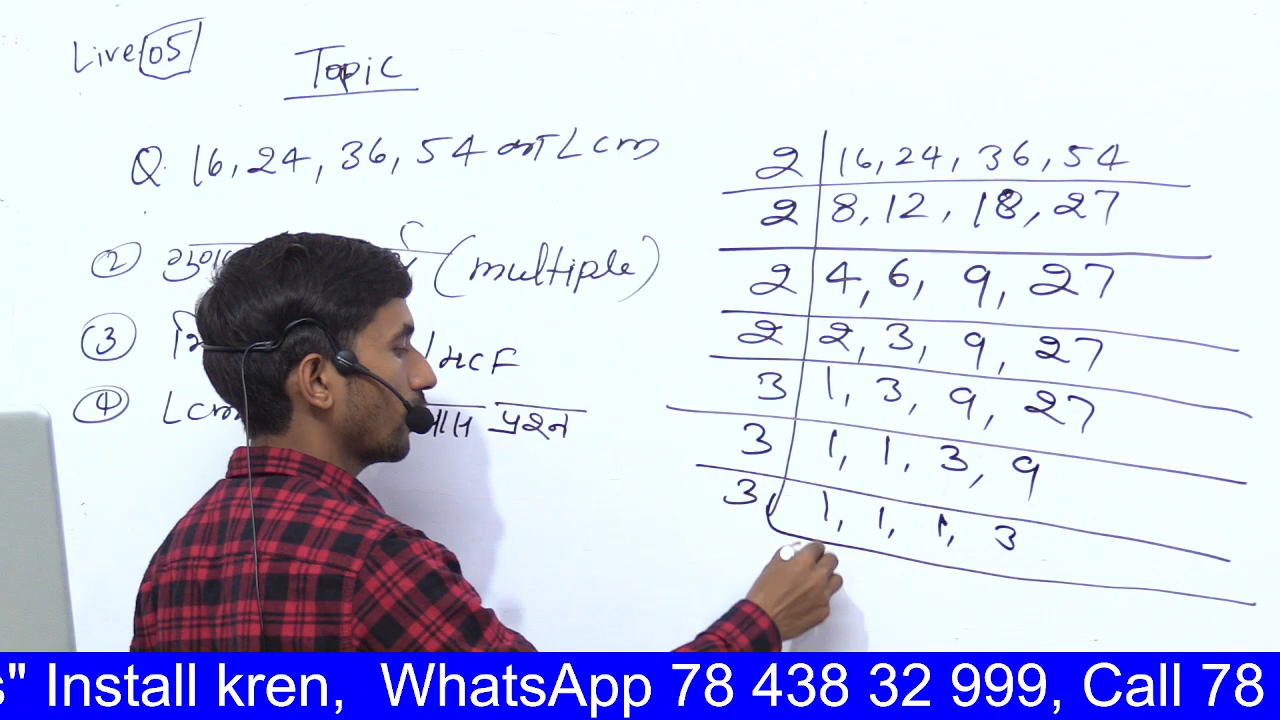 Live 05
Topic
Q. 16, 24, 36, 54 का Lcm
② (multiple)
③ / HCF
④ Lcm प्रश्न
2 | 16, 24, 36, 54
2 | 8, 12, 18, 27
2 | 4, 6, 9, 27
2 | 2, 3, 9, 27
3 | 1, 3, 9, 27
3 | 1, 1, 3, 9
3 | 1, 1, 1, 3
" Install kren, WhatsApp 78 438 32 999, Call 78